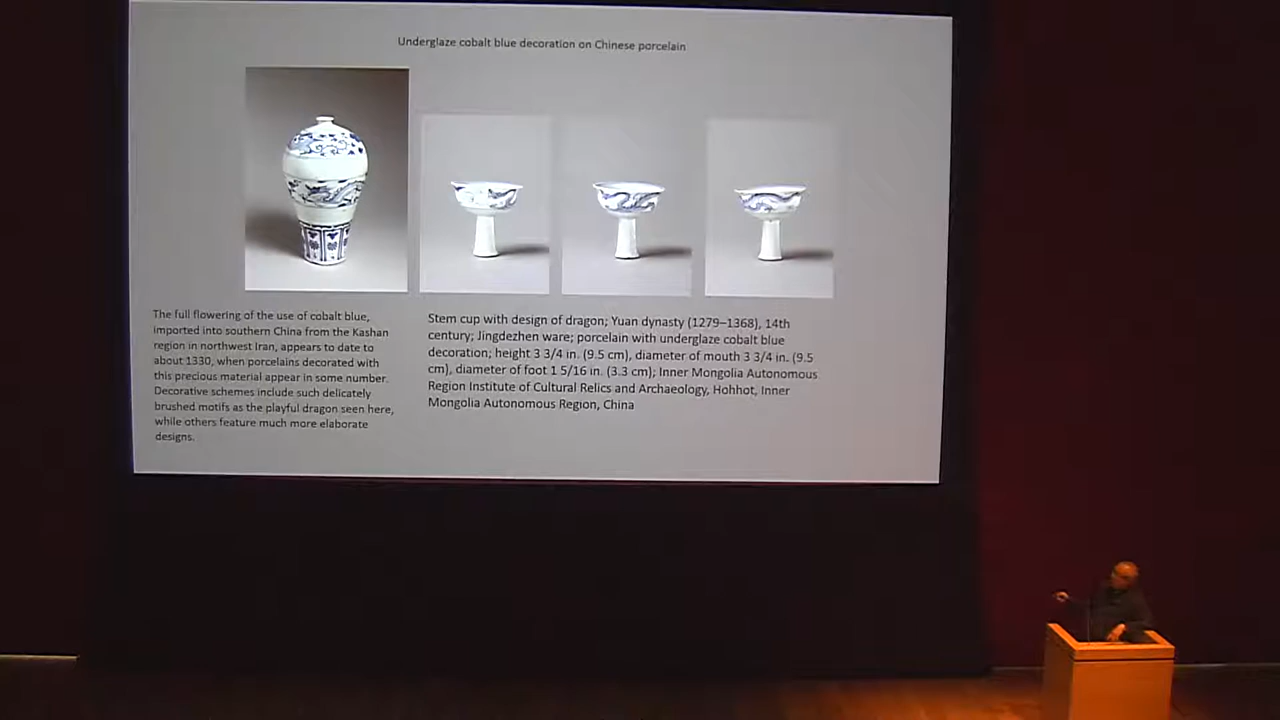 Underglaze cobalt blue decoration on Chinese porcelain
The full flowering of the use of cobalt blue,
imported into southern China from the Kashan
region in northwest Iran, appears to date to
about 1330, when porcelains decorated with
this precious material appear in some number.
Decorative schemes include such delicately
brushed motifs as the playful dragon seen here,
while others feature much more elaborate
designs.
Stem cup with design of dragon; Yuan dynasty (1279–1368), 14th
century; Jingdezhen ware; porcelain with underglaze cobalt blue
decoration; height 3 3/4 in. (9.5 cm), diameter of mouth 3 3/4 in. (9.5
cm), diameter of foot 1 5/16 in. (3.3 cm); Inner Mongolia Autonomous
Region Institute of Cultural Relics and Archaeology, Hohhot, Inner
Mongolia Autonomous Region, China